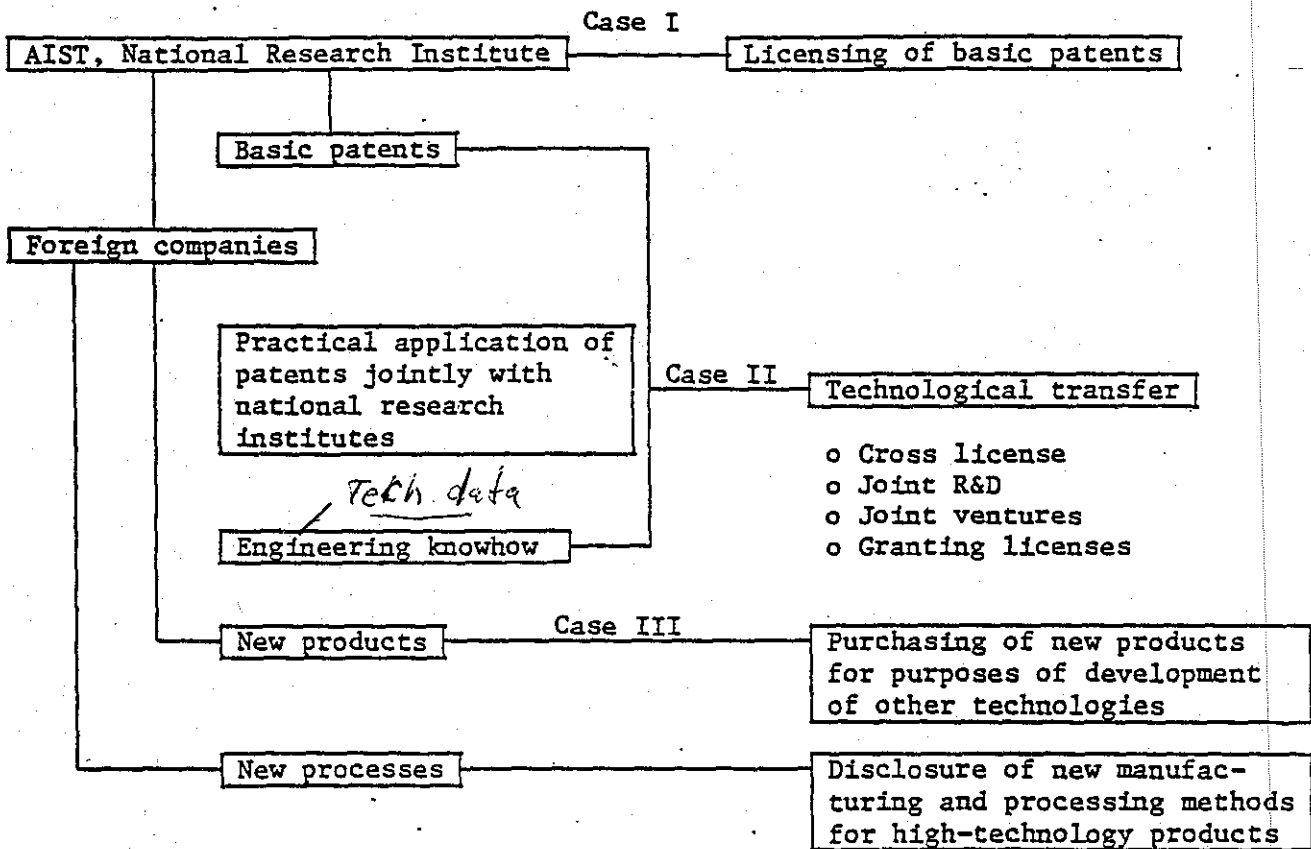 Case I
AIST, National Research Institute
Licensing of basic patents
Basic patents
Foreign companies
Practical application of
patents jointly with
national research
institutes
Case II
Technological transfer
o Cross license
o Joint R&D
o Joint ventures
o Granting licenses
Tech. data
Engineering knowhow
New products
Case III
Purchasing of new products
for purposes of development
of other technologies
New processes
Disclosure of new manufac-
turing and processing methods
for high-technology products